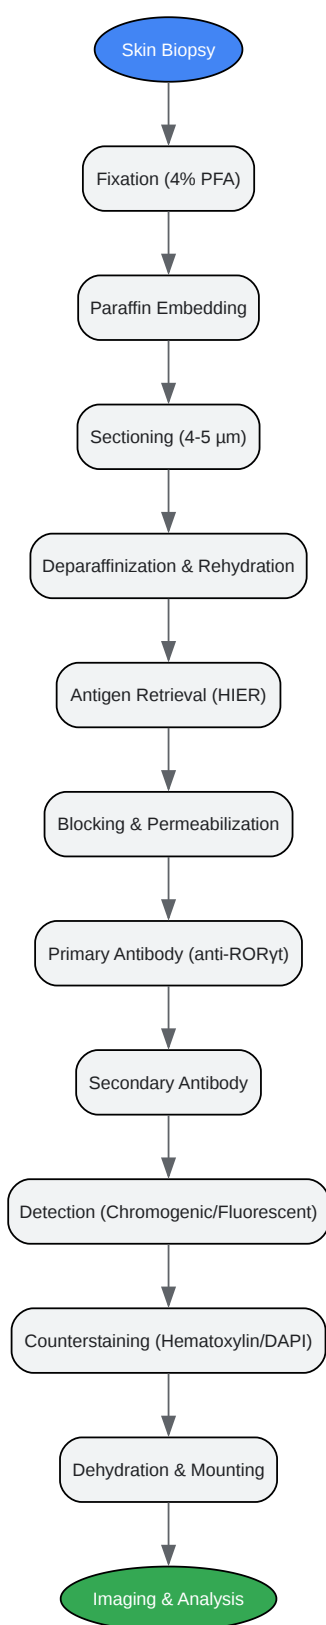 Skin Biopsy
Fixation (4% PFA)
Paraffin Embedding
Sectioning (4-5 µm)
Deparaffinization & Rehydration
Antigen Retrieval (HIER)
Blocking & Permeabilization
Primary Antibody (anti-RORγt)
Secondary Antibody
Detection (Chromogenic/Fluorescent)
Counterstaining (Hematoxylin/DAPI)
Dehydration & Mounting
Imaging & Analysis